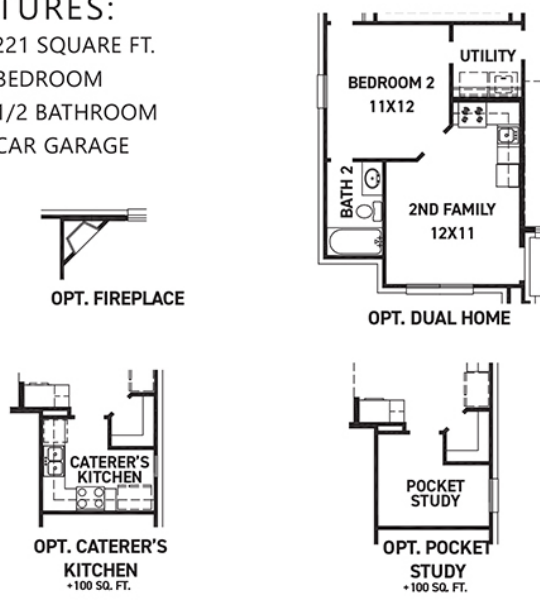 TURES:
221 SQUARE FT.
BEDROOM
1/2 BATHROOM
CAR GARAGE
OPT. FIREPLACE
UTILITY
BEDROOM 2
11X12
BATH 2
2ND FAMILY
12X11
OPT. DUAL HOME
CATERER'S
KITCHEN
OPT. CATERER'S
KITCHEN
+100 SQ. FT.
POCKET
STUDY
OPT. POCKET
STUDY
+100 SQ. FT.